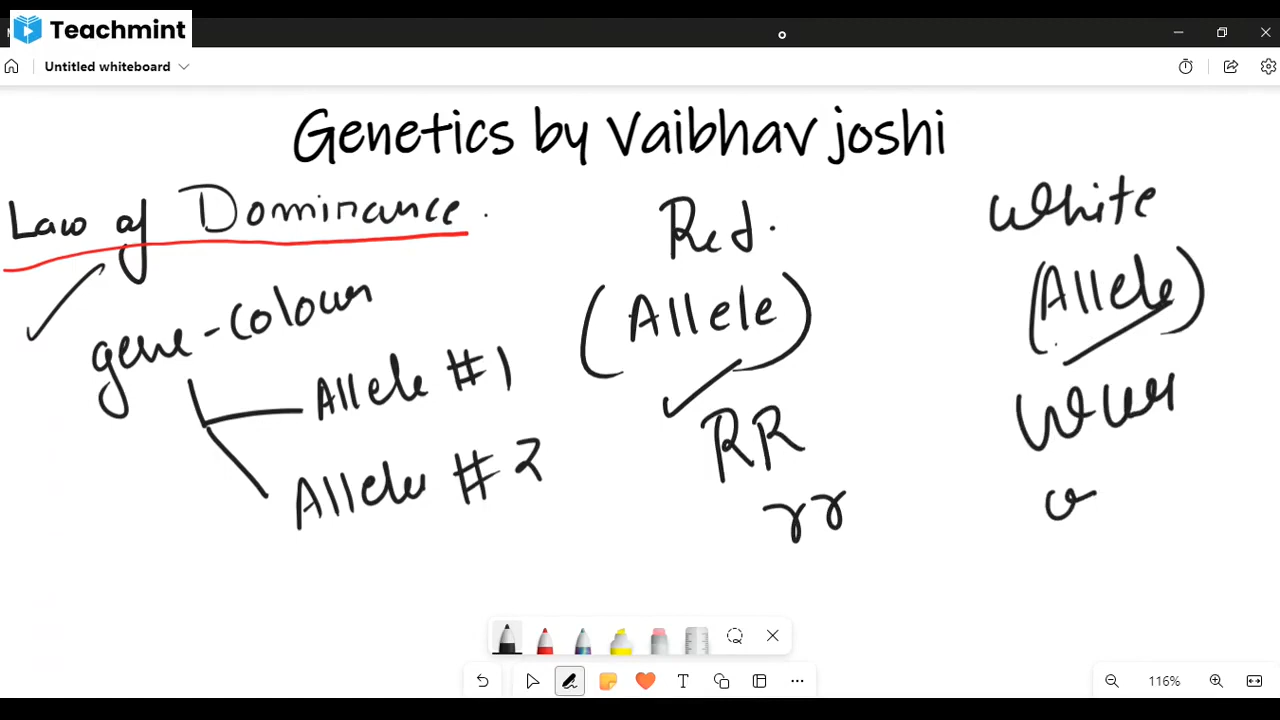 Teachmint
Untitled whiteboard
Genetics by Vaibhav joshi
Law of Dominance.
gene-colour
Allele #1
Allele #2
Red.
(Allele)
RR
rr
White
(Allele)
116%